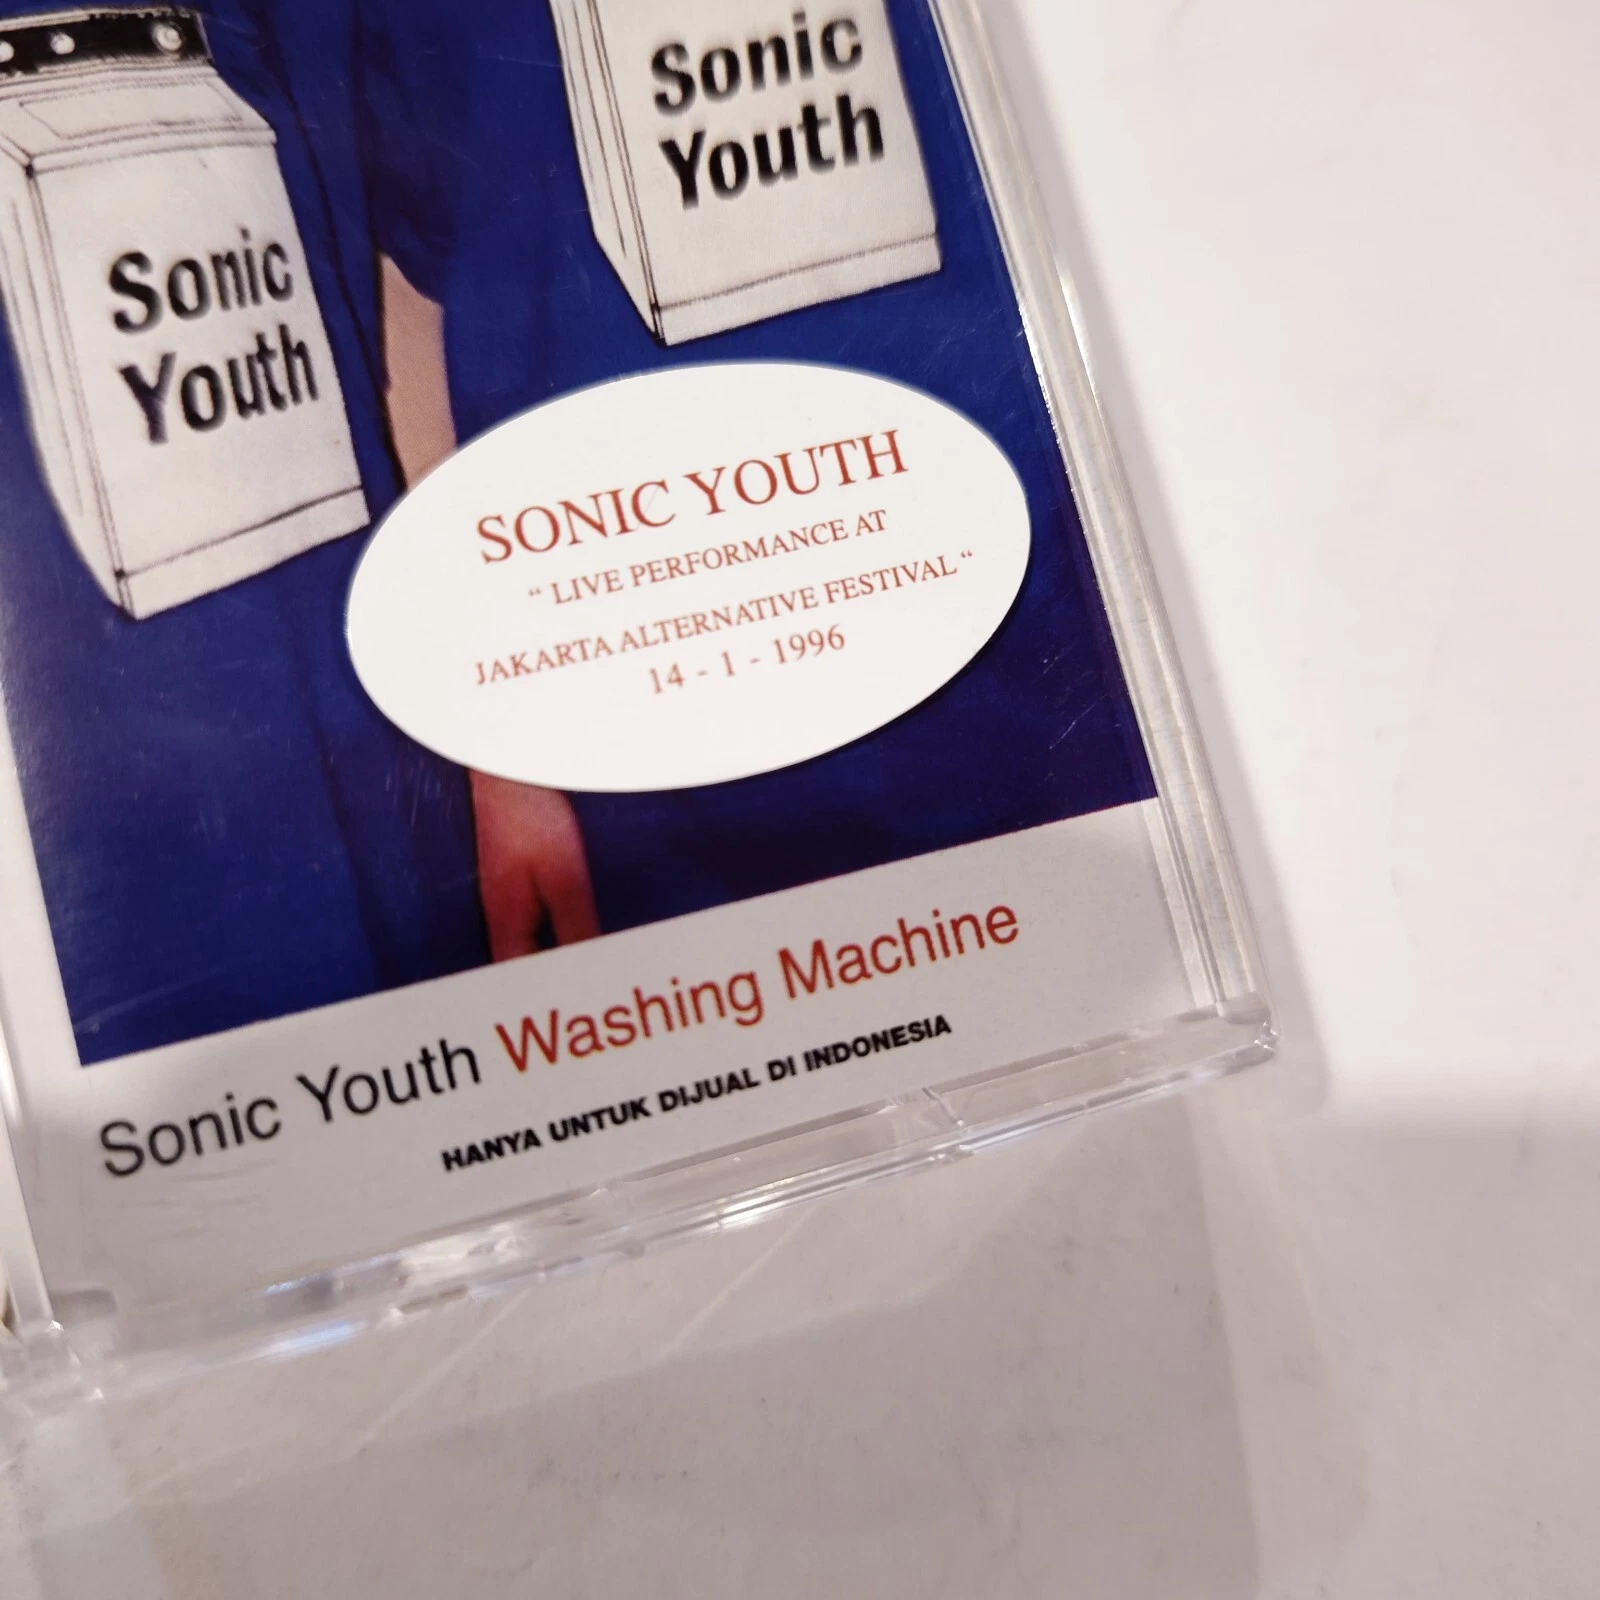 Sonic
Youth
Sonic
Youth
SONIC YOUTH
“ LIVE PERFORMANCE AT
JAKARTA ALTERNATIVE FESTIVAL “
14 - 1 - 1996
Sonic Youth Washing Machine
HANYA UNTUK DIJUAL DI INDONESIA